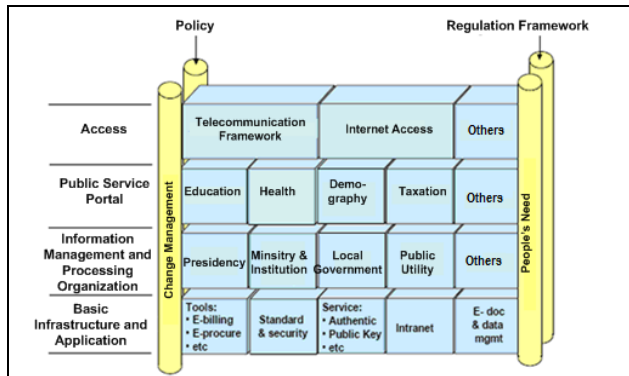 Policy
Regulation Framework
Access
Telecommunication
Framework
Internet Access
Others
Public Service
Portal
Education
Health
Demo-
graphy
Taxation
Others
Information
Management and
Processing
Organization
Presidency
Minsitry &
Institution
Local
Government
Public
Utility
Others
Basic
Infrastructure and
Application
Tools:
• E-billing
• E-procure
• etc
Standard
& security
Service:
• Authentic
• Public Key
• etc
Intranet
E- doc
& data
mgmt
Change Management
People's Need